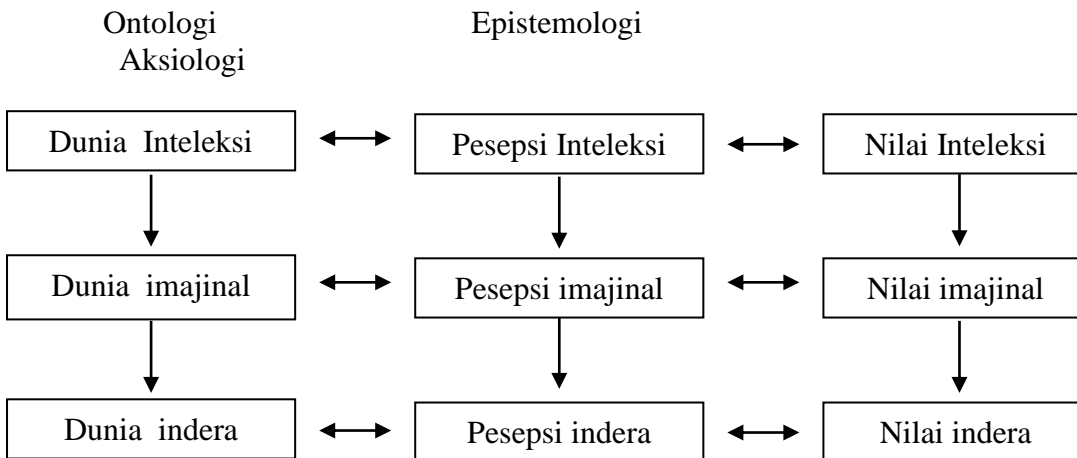 Ontologi Epistemologi
Aksiologi
Dunia Inteleksi Pesepsi Inteleksi Nilai Inteleksi
Dunia imajinal Pesepsi imajinal Nilai imajinal
Dunia indera Pesepsi indera Nilai indera